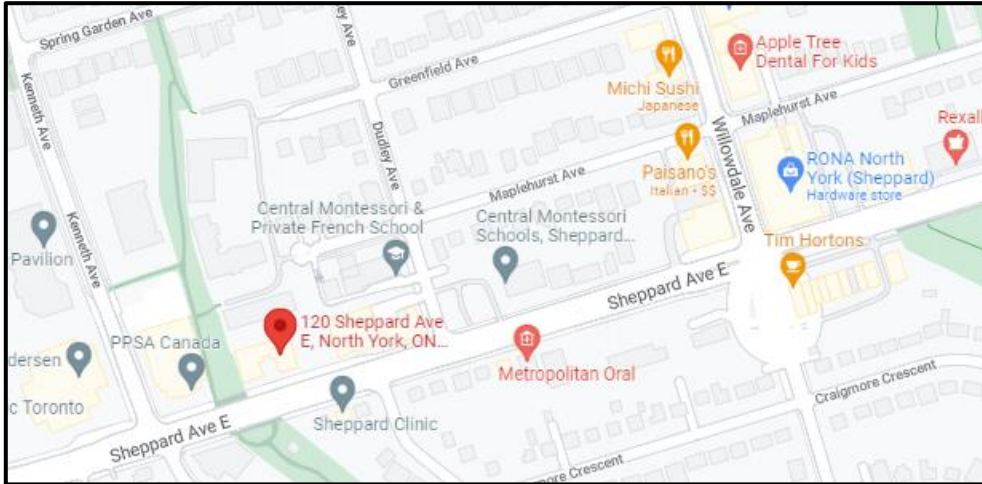 Spring Garden Ave
Dudley Ave
Greenfield Ave
Michi Sushi
Japanese
Apple Tree
Dental For Kids
Kenneth Ave
Willowdale Ave
Maplehurst Ave
Rexall
Dudley Ave
Paisano's
Italian • $$
RONA North
York (Sheppard)
Hardware store
Maplehurst Ave
Central Montessori &
Private French School
Central Montessori
Schools, Sheppard...
Kenneth Ave
Pavilion
Tim Hortons
Sheppard Ave E
120 Sheppard Ave
E, North York, ON...
PPSA Canada
dersen
c Toronto
Metropolitan Oral
Craigmore Crescent
Sheppard Clinic
Sheppard Ave E
more Crescent